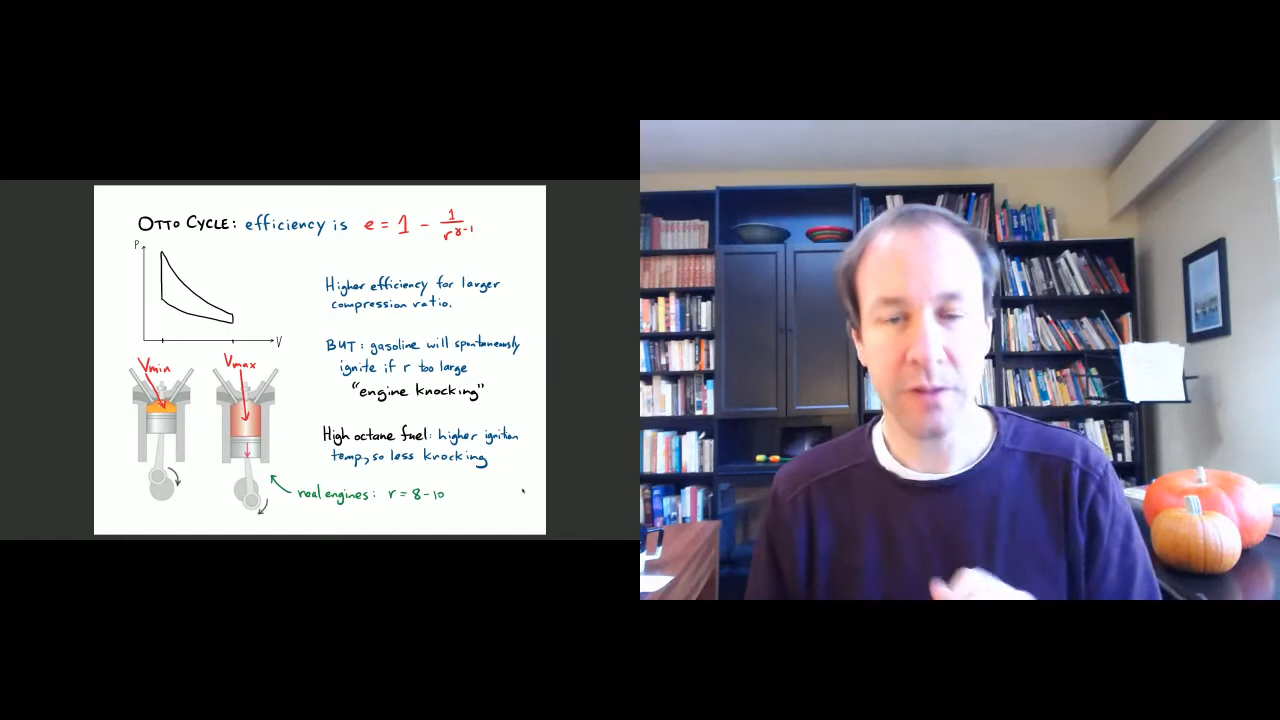 OTTO CYCLE: efficiency is e = 1 - 1/r^γ-1
P
V
Higher efficiency for larger
compression ratio.
BUT: gasoline will spontaneously
ignite if r too large
"engine knocking"
Vmin
Vmax
High octane fuel: higher ignition
temp, so less knocking
real engines: r = 8-10